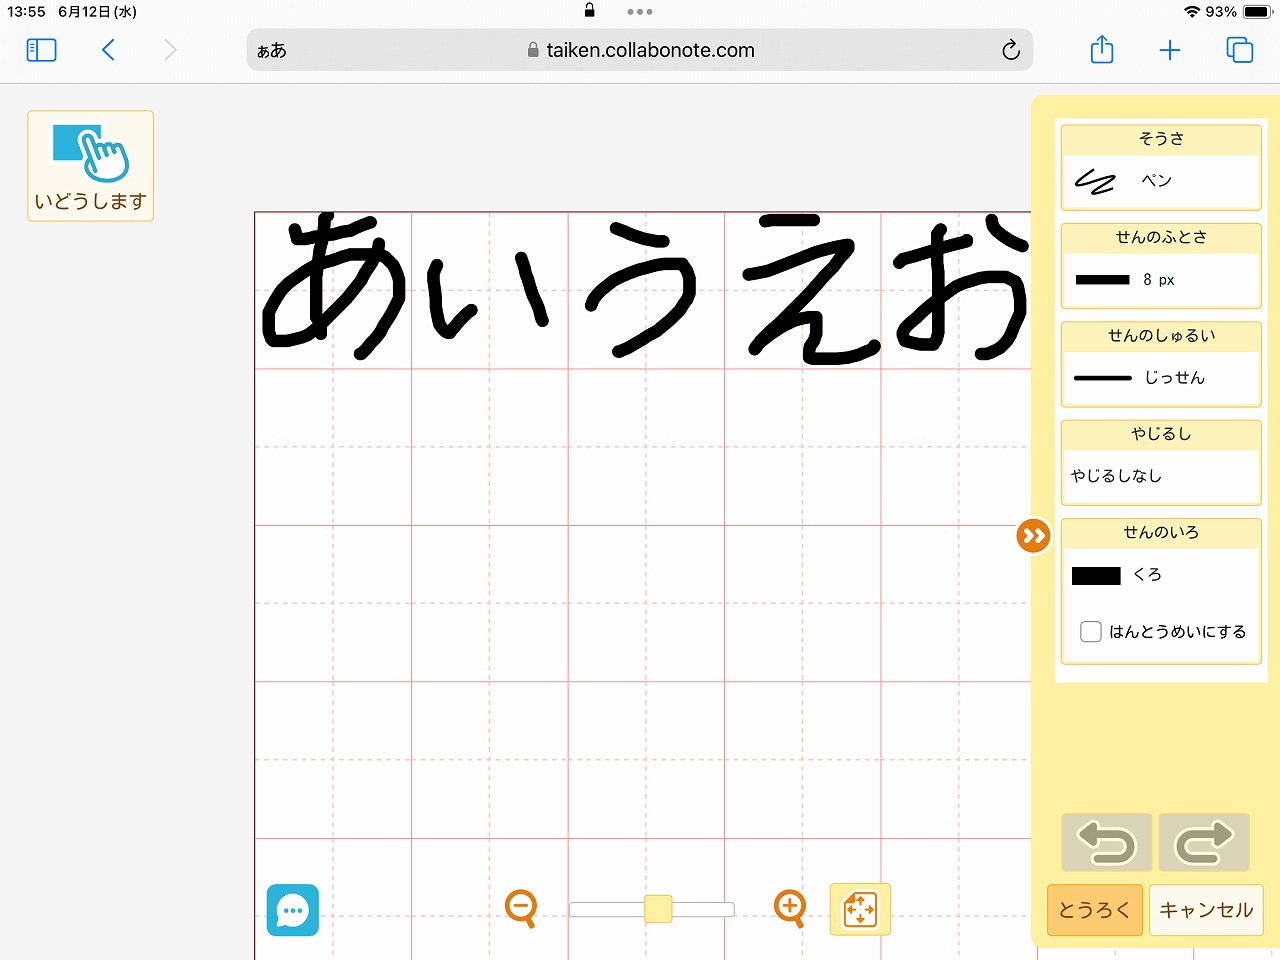 13:55 6月12日(水)
93%
ぁあ
taiken.collabonote.com
いどうします
あいうえお
そうさ
ペン
せんのふとさ
8 px
せんのしゅるい
じっせん
やじるし
やじるしなし
せんのいろ
くろ
はんとうめいにする
とうろく
キャンセル